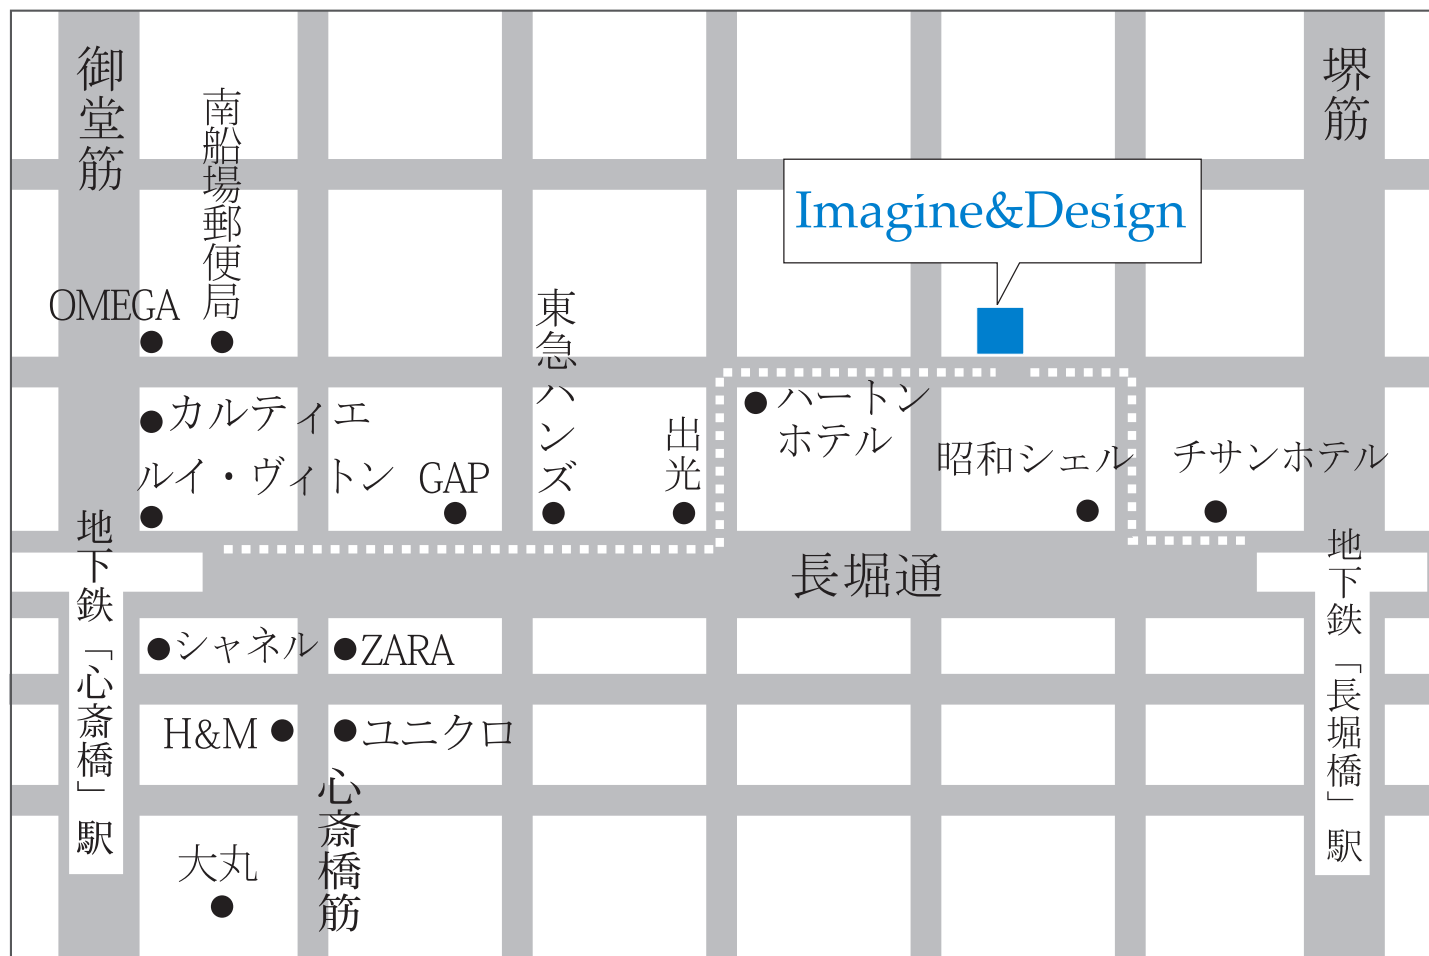 御堂筋
南船場郵便局
堺筋
Imagine&Design
OMEGA
東急ハンズ
カルティエ
ハートン
ホテル
出光
昭和シェル
チサンホテル
ルイ・ヴィトン
GAP
地下鉄「心斎橋」駅
長堀通
地下鉄「長堀橋」駅
シャネル
ZARA
H&M
ユニクロ
心斎橋筋
大丸